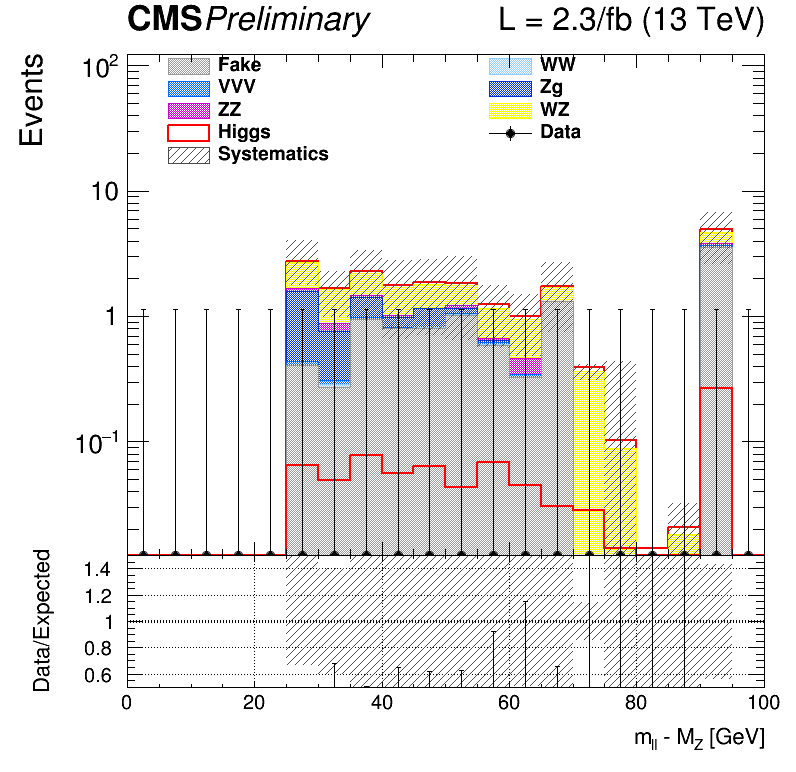 CMS Preliminary L = 2.3/fb (13 TeV)
Events
10²
10
1
10⁻¹
Fake WW
VVV Zg
ZZ WZ
Higgs Data
Systematics
Data/Expected
1.4
1.2
1
0.8
0.6
0 20 40 60 80 100
m_ll - M_Z [GeV]